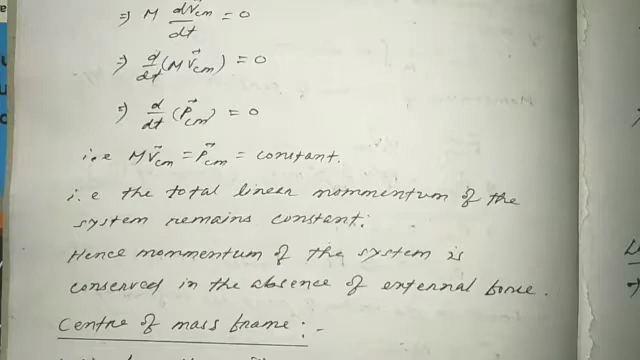 ⇒ M dV⃗cm/dt = 0
⇒ d/dt (M V⃗cm) = 0
⇒ d/dt (P⃗cm) = 0
i.e M V⃗cm = P⃗cm = constant.
i.e the total linear mommentum of the
system remains constant.
Hence mommentum of the system is
conserved in the absence of external force.
Centre of mass frame :-